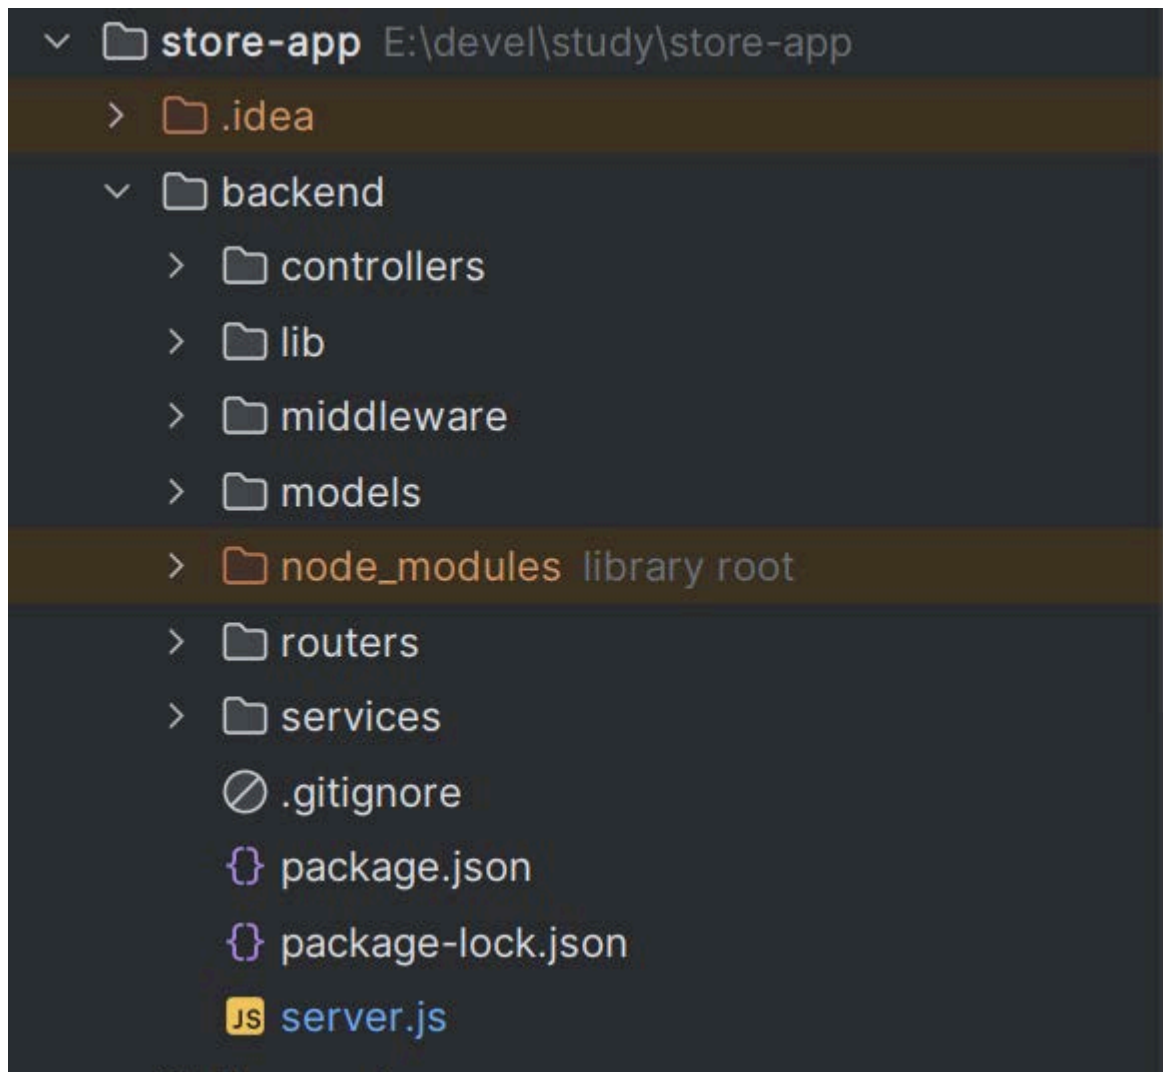 store-app E:\devel\study\store-app
.idea
backend
controllers
lib
middleware
models
node_modules library root
routers
services
.gitignore
{} package.json
{} package-lock.json
JS server.js